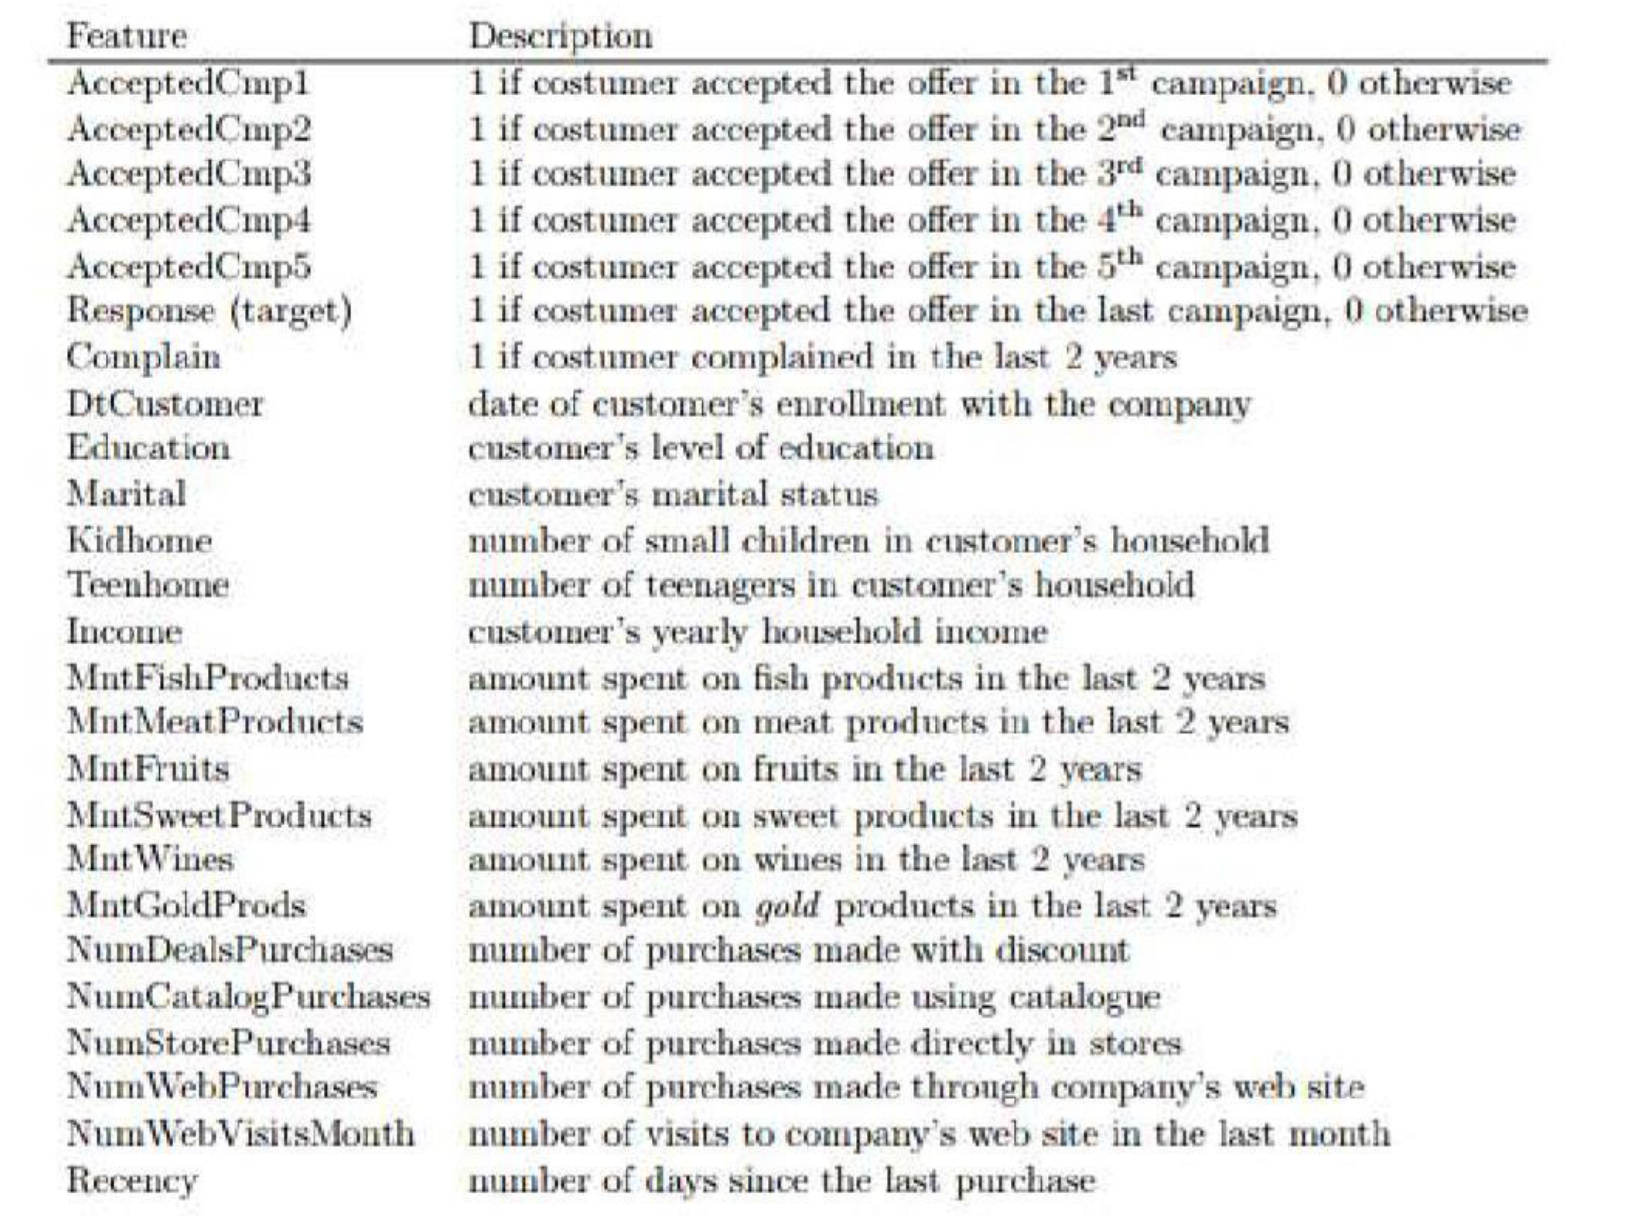 Feature Description
AcceptedCmp1 1 if costumer accepted the offer in the 1st campaign, 0 otherwise
AcceptedCmp2 1 if costumer accepted the offer in the 2nd campaign, 0 otherwise
AcceptedCmp3 1 if costumer accepted the offer in the 3rd campaign, 0 otherwise
AcceptedCmp4 1 if costumer accepted the offer in the 4th campaign, 0 otherwise
AcceptedCmp5 1 if costumer accepted the offer in the 5th campaign, 0 otherwise
Response (target) 1 if costumer accepted the offer in the last campaign, 0 otherwise
Complain 1 if costumer complained in the last 2 years
DtCustomer date of customer's enrollment with the company
Education customer's level of education
Marital customer's marital status
Kidhome number of small children in customer's household
Teenhome number of teenagers in customer's household
Income customer's yearly household income
MntFishProducts amount spent on fish products in the last 2 years
MntMeatProducts amount spent on meat products in the last 2 years
MntFruits amount spent on fruits in the last 2 years
MntSweetProducts amount spent on sweet products in the last 2 years
MntWines amount spent on wines in the last 2 years
MntGoldProds amount spent on gold products in the last 2 years
NumDealsPurchases number of purchases made with discount
NumCatalogPurchases number of purchases made using catalogue
NumStorePurchases number of purchases made directly in stores
NumWebPurchases number of purchases made through company's web site
NumWebVisitsMonth number of visits to company's web site in the last month
Recency number of days since the last purchase